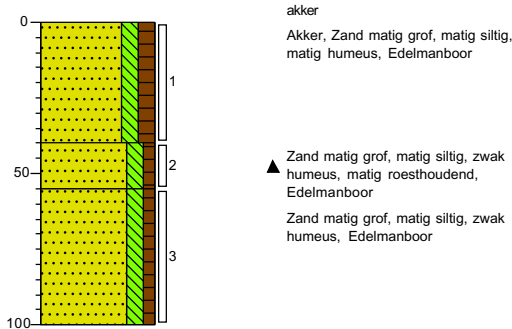 akker
0
Akker, Zand matig grof, matig siltig,
matig humeus, Edelmanboor
1
50
2
Zand matig grof, matig siltig, zwak
humeus, matig roesthoudend,
Edelmanboor
Zand matig grof, matig siltig, zwak
humeus, Edelmanboor
3
100